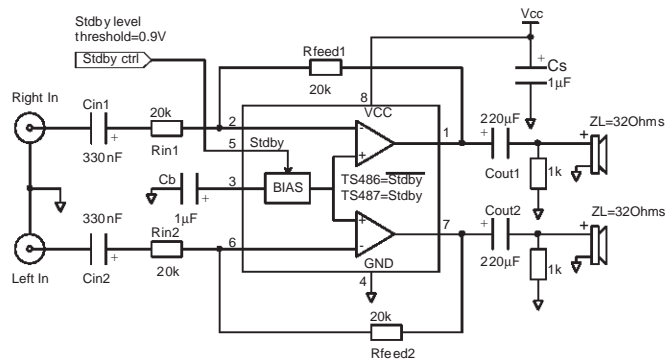 Stdby level
threshold=0.9V
Stdby ctrl
Vcc
Rfeed1
20k
+
Cs
1µF
8
VCC
Right In
Cin1
+
330nF
20k
Rin1
2
5
Stdby
-
+
1
220µF
+
Cout1
1k
ZL=32Ohms
+
Cb
+
1µF
3
BIAS
TS486=Stdby
TS487=Stdby
330nF
+
Cin2
Left In
Rin2
20k
6
+
-
7
GND
4
Cout2
+
220µF
1k
ZL=32Ohms
+
20k
Rfeed2